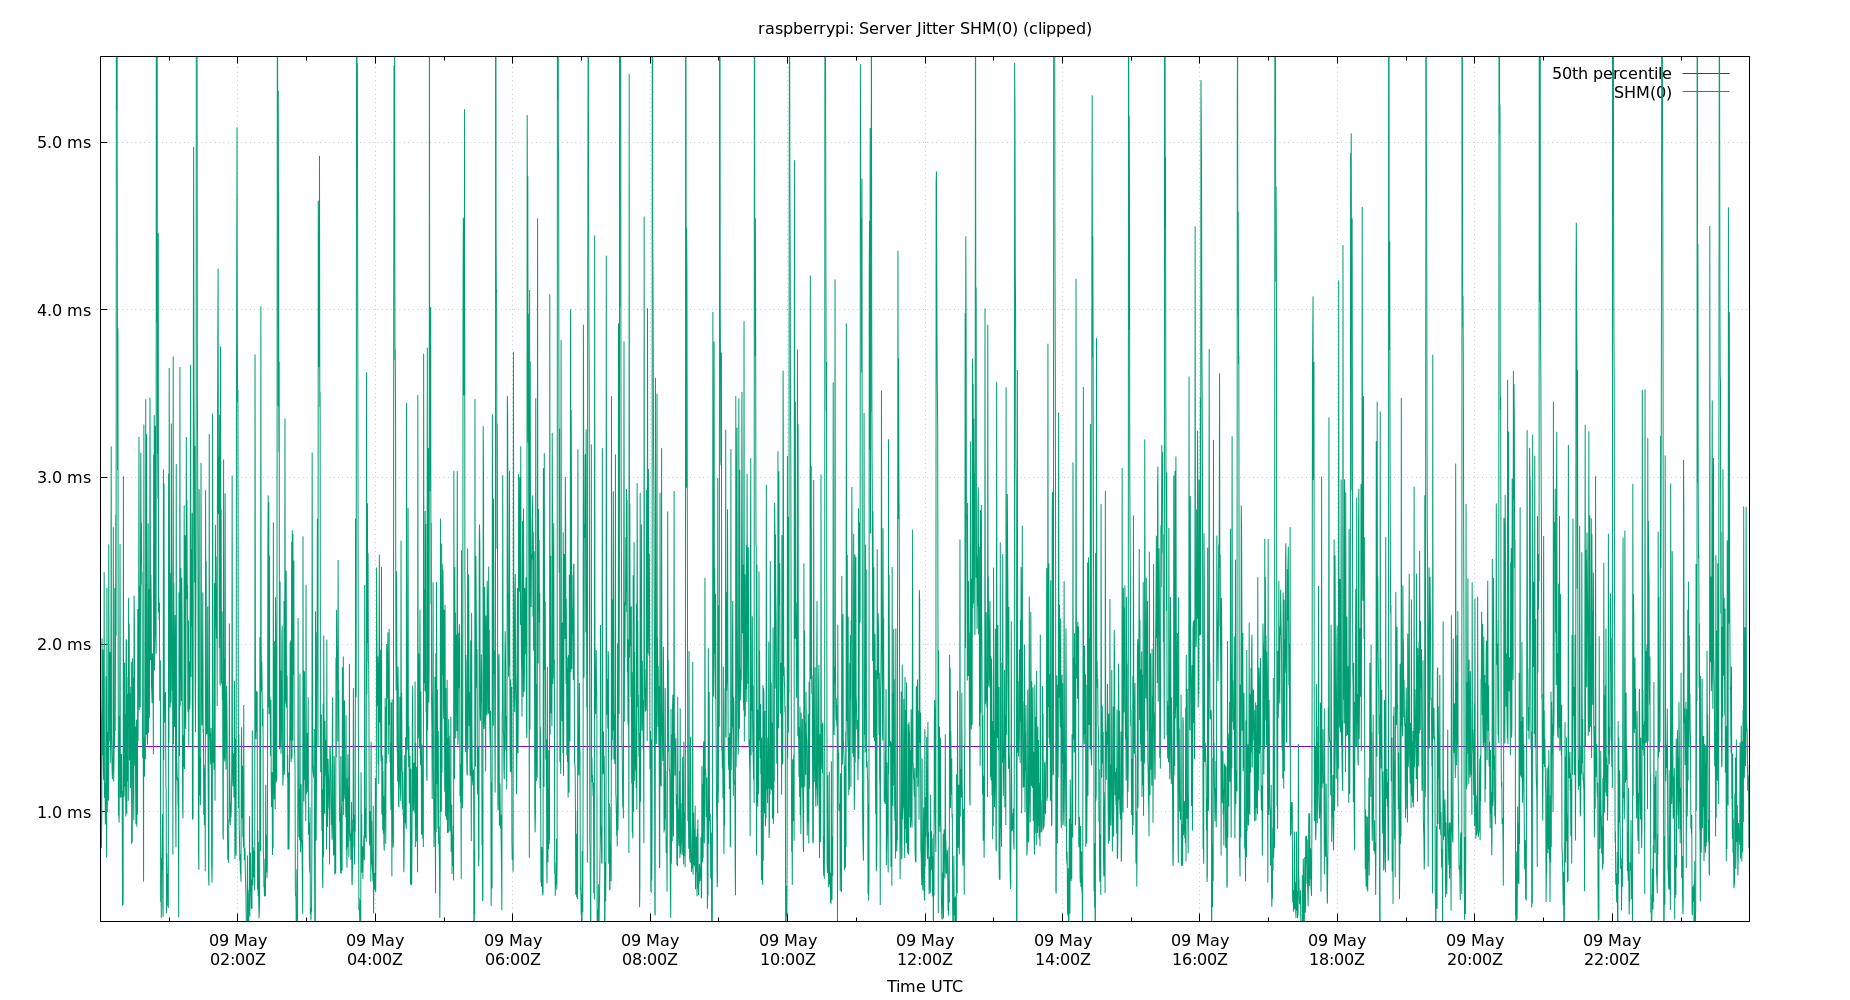 raspberrypi: Server Jitter SHM(0) (clipped)
50th percentile
SHM(0)
5.0 ms
4.0 ms
3.0 ms
2.0 ms
1.0 ms
09 May 09 May 09 May 09 May 09 May 09 May 09 May 09 May 09 May 09 May 09 May
02:00Z 04:00Z 06:00Z 08:00Z 10:00Z 12:00Z 14:00Z 16:00Z 18:00Z 20:00Z 22:00Z
Time UTC